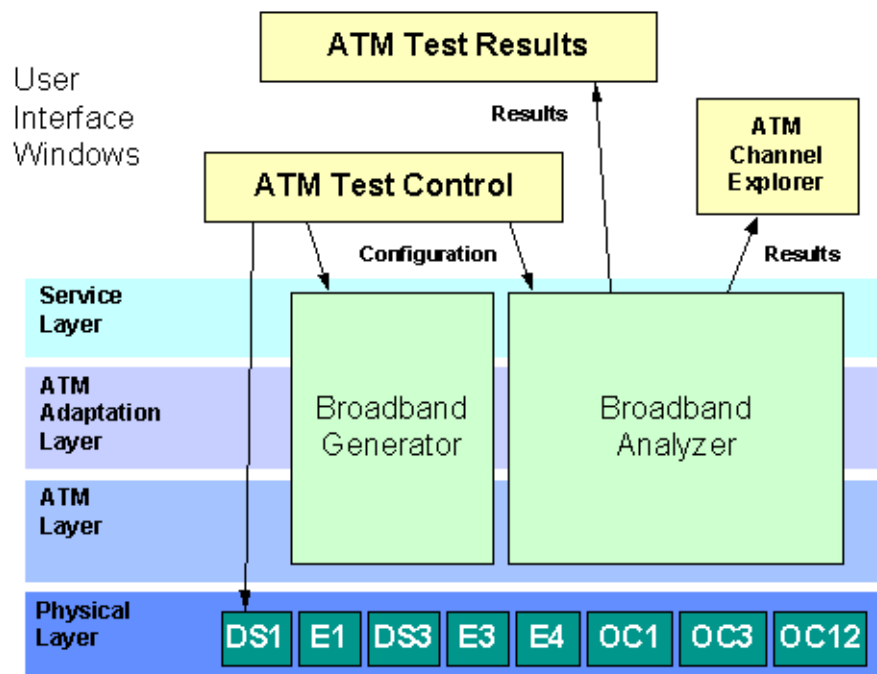 ATM Test Results
User
Interface
Windows
Results
ATM
Channel
Explorer
ATM Test Control
Configuration
Results
Service
Layer
ATM
Adaptation
Layer
Broadband
Generator
Broadband
Analyzer
ATM
Layer
Physical
Layer
DS1 E1 DS3 E3 E4 OC1 OC3 OC12